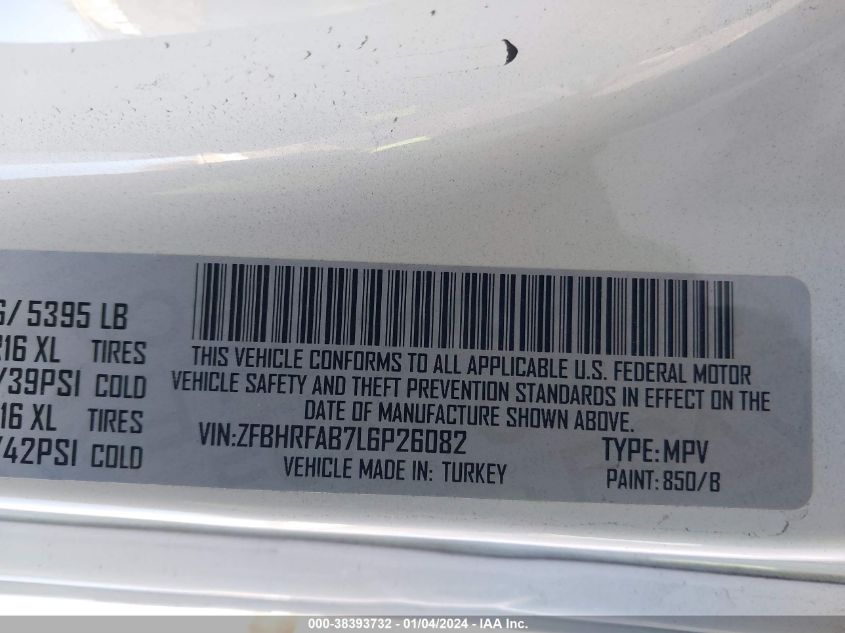 / 5395 LB
16 XL TIRES
/39PSI COLD
16 XL TIRES
/42PSI COLD
THIS VEHICLE CONFORMS TO ALL APPLICABLE U.S. FEDERAL MOTOR
VEHICLE SAFETY AND THEFT PREVENTION STANDARDS IN EFFECT ON THE
DATE OF MANUFACTURE SHOWN ABOVE.
VIN:ZFBHRFAB7L6P26082 TYPE:MPV
VEHICLE MADE IN: TURKEY PAINT: 850/B
000-38393732 - 01/04/2024 - IAA Inc.